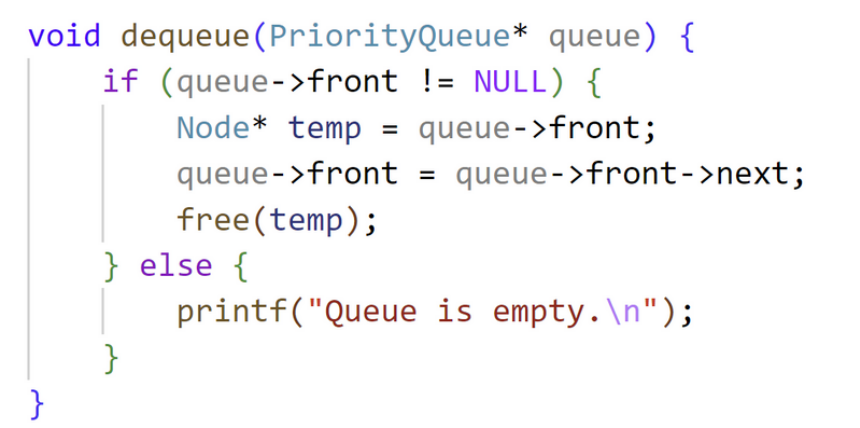 void dequeue(PriorityQueue* queue) {
    if (queue->front != NULL) {
        Node* temp = queue->front;
        queue->front = queue->front->next;
        free(temp);
    } else {
        printf("Queue is empty.\n");
    }
}